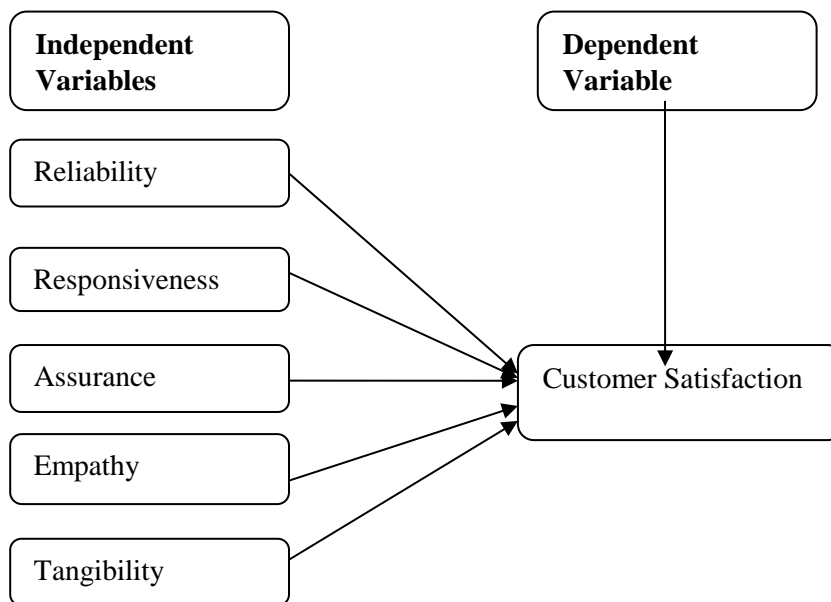 Independent
Variables
Dependent
Variable
Reliability
Responsiveness
Assurance
Customer Satisfaction
Empathy
Tangibility